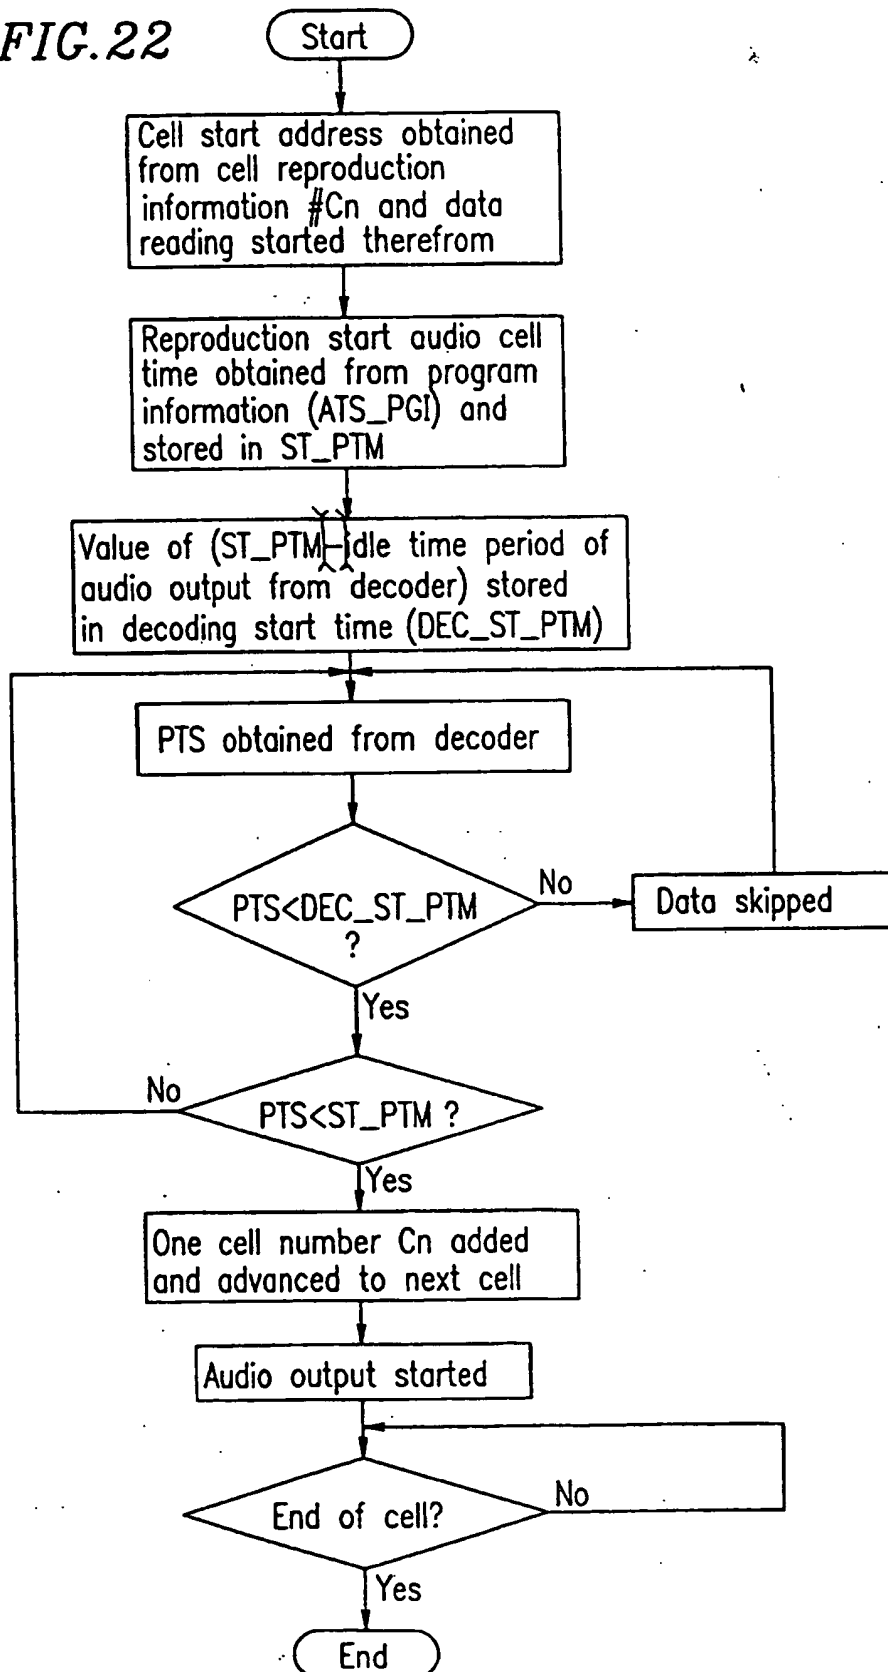 FIG.22
Start
Cell start address obtained
from cell reproduction
information #Cn and data
reading started therefrom
Reproduction start audio cell
time obtained from program
information (ATS_PGI) and
stored in ST_PTM
Value of (ST_PTM-idle time period of
audio output from decoder) stored
in decoding start time (DEC_ST_PTM)
PTS obtained from decoder
PTS<DEC_ST_PTM
?
No
Data skipped
Yes
No
PTS<ST_PTM ?
Yes
One cell number Cn added
and advanced to next cell
Audio output started
End of cell?
No
Yes
End